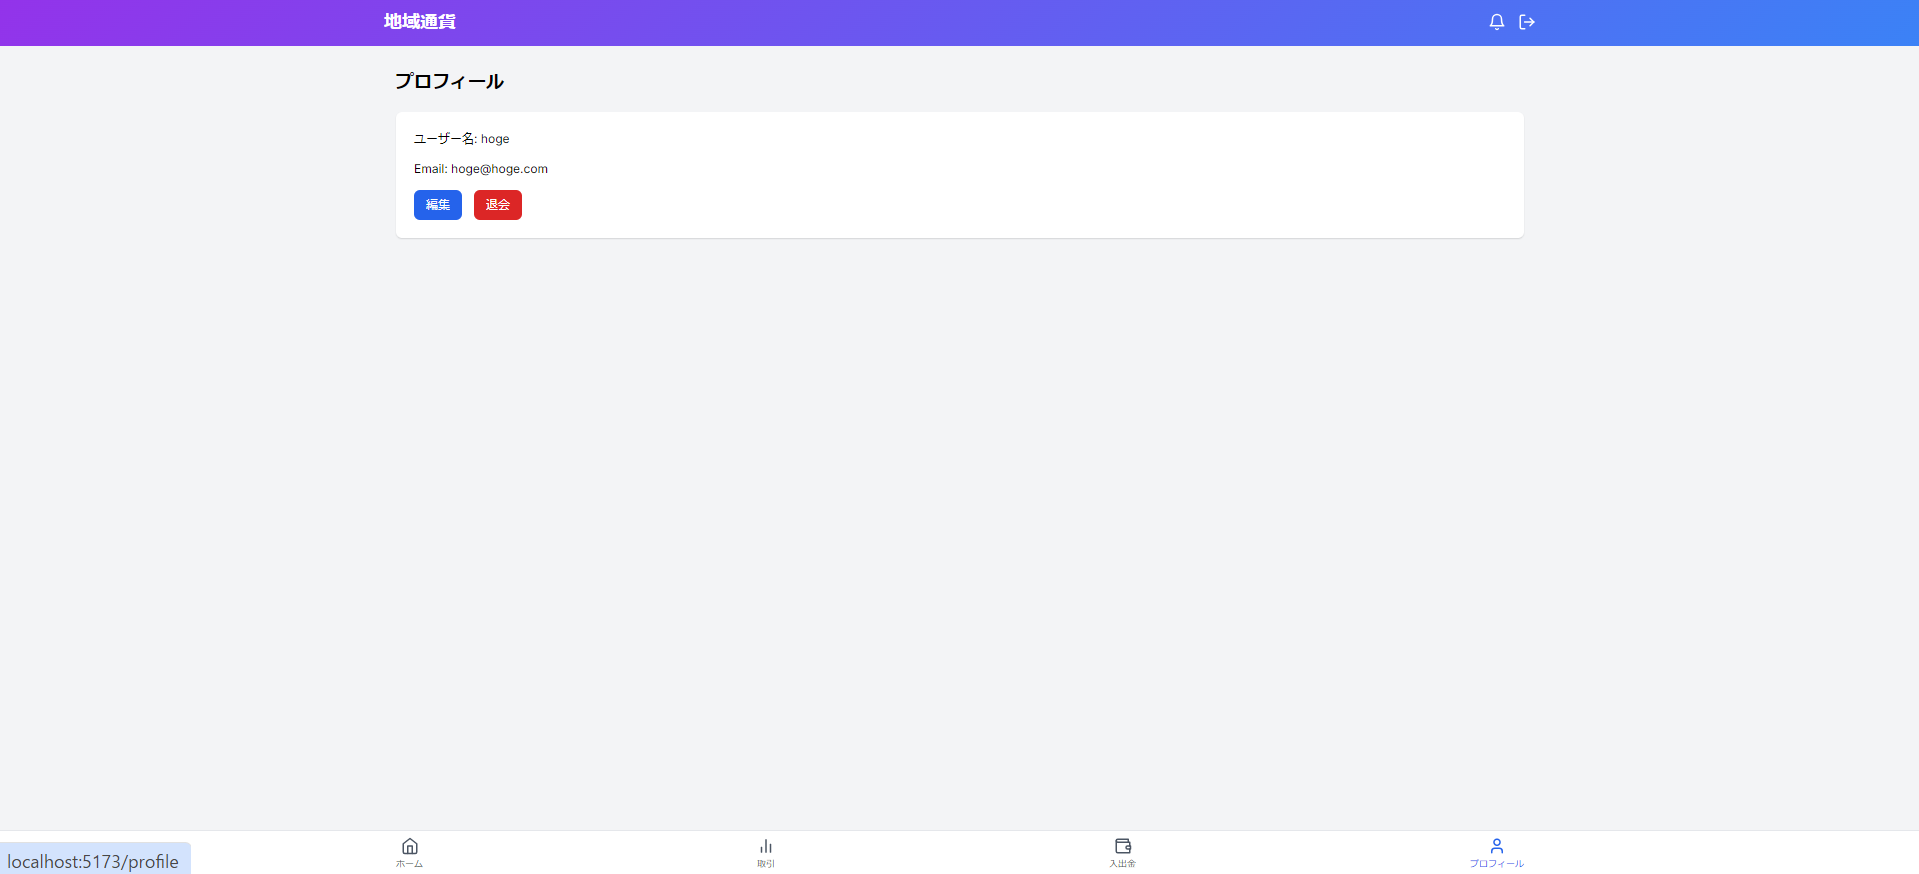 地域通貨
プロフィール
ユーザー名: hoge
Email: hoge@hoge.com
編集 退会
ホーム 取引 入出金 プロフィール
localhost:5173/profile